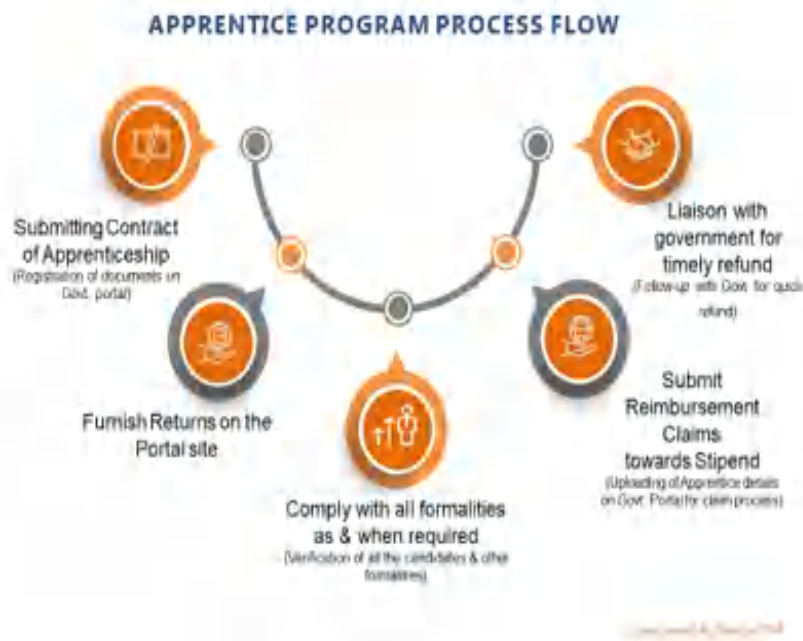 APPRENTICE PROGRAM PROCESS FLOW
Submitting Contract
of Apprenticeship
(Registration of documents on
Govt. portal)
Furnish Returns on the
Portal site
Comply with all formalities
as & when required
(Verification of all the candidates & other
formalities)
Submit
Reimbursement
Claims
towards Stipend
(Uploading of Apprentice details
on Govt. Portal for claim process)
Liaison with
government for
timely refund
(Follow-up with Govt. for quick
refund)